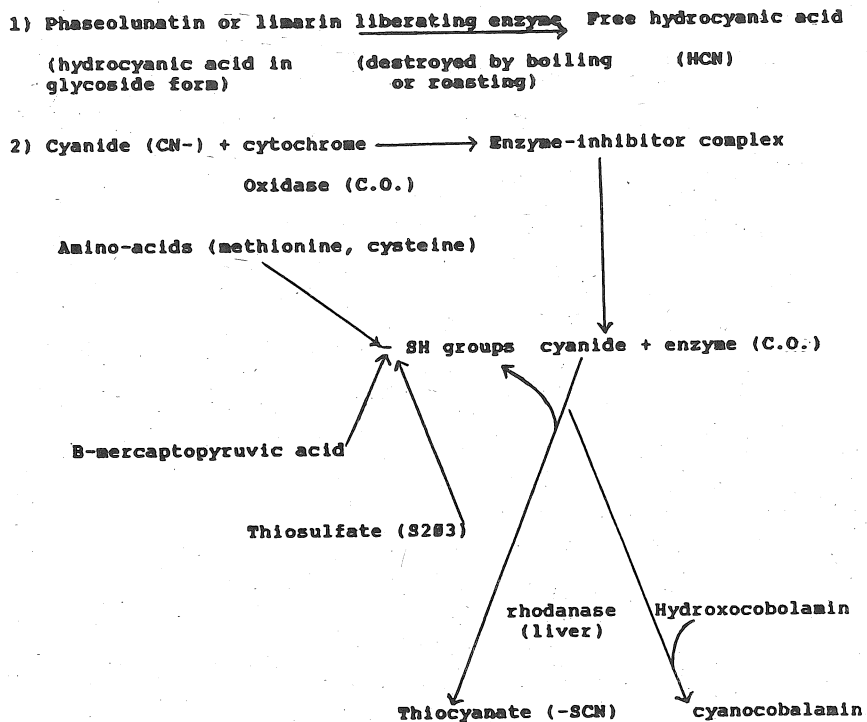 1) Phaseolunatin or limarin liberating enzyme Free hydrocyanic acid
(hydrocyanic acid in (destroyed by boiling (HCN)
glycoside form) or roasting)
2) Cyanide (CN-) + cytochrome Enzyme-inhibitor complex
Oxidase (C.O.)
Amino-acids (methionine, cysteine)
- SH groups cyanide + enzyme (C.O.)
B-mercaptopyruvic acid
Thiosulfate (S203)
rhodanase Hydroxocobolamin
(liver)
Thiocyanate (-SCN) cyanocobalamin